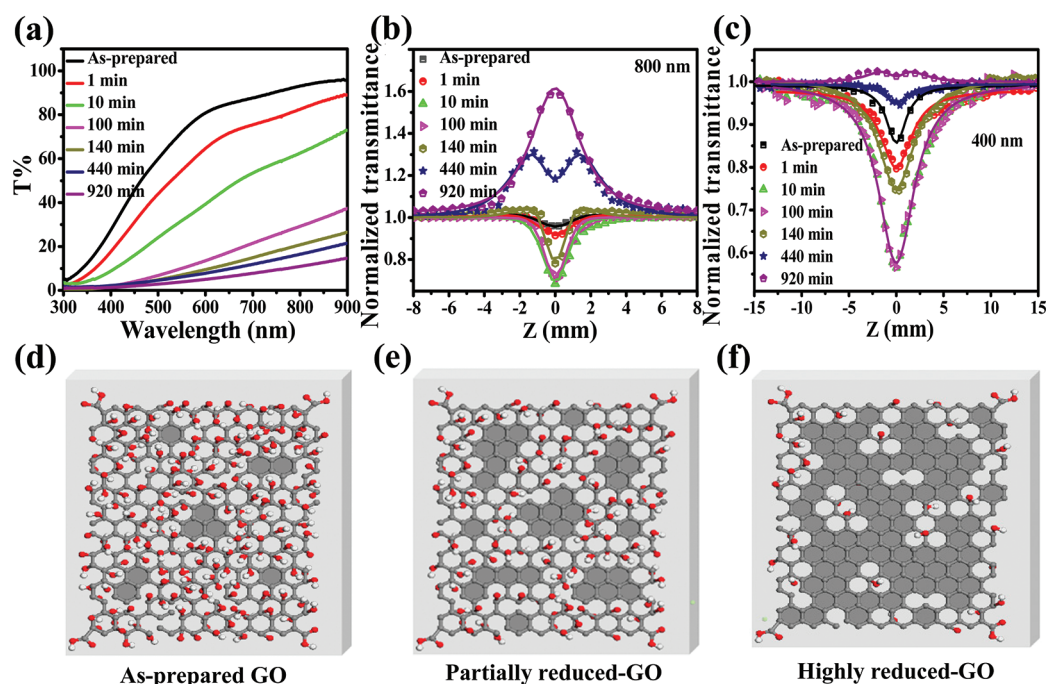 (a)
As-prepared
1 min
10 min
100 min
140 min
440 min
920 min
T%
100
80
60
40
20
0
300 400 500 600 700 800 900
Wavelength (nm)
(b)
As-prepared
1 min
10 min
100 min
140 min
440 min
920 min
800 nm
Normalized transmittance
1.6
1.4
1.2
1.0
0.8
-8 -6 -4 -2 0 2 4 6 8
Z (mm)
(c)
400 nm
As-prepared
1 min
10 min
100 min
140 min
440 min
920 min
Normalized transmittance
1.0
0.9
0.8
0.7
0.6
-15 -10 -5 0 5 10 15
Z (mm)
(d)
As-prepared GO
(e)
Partially reduced-GO
(f)
Highly reduced-GO